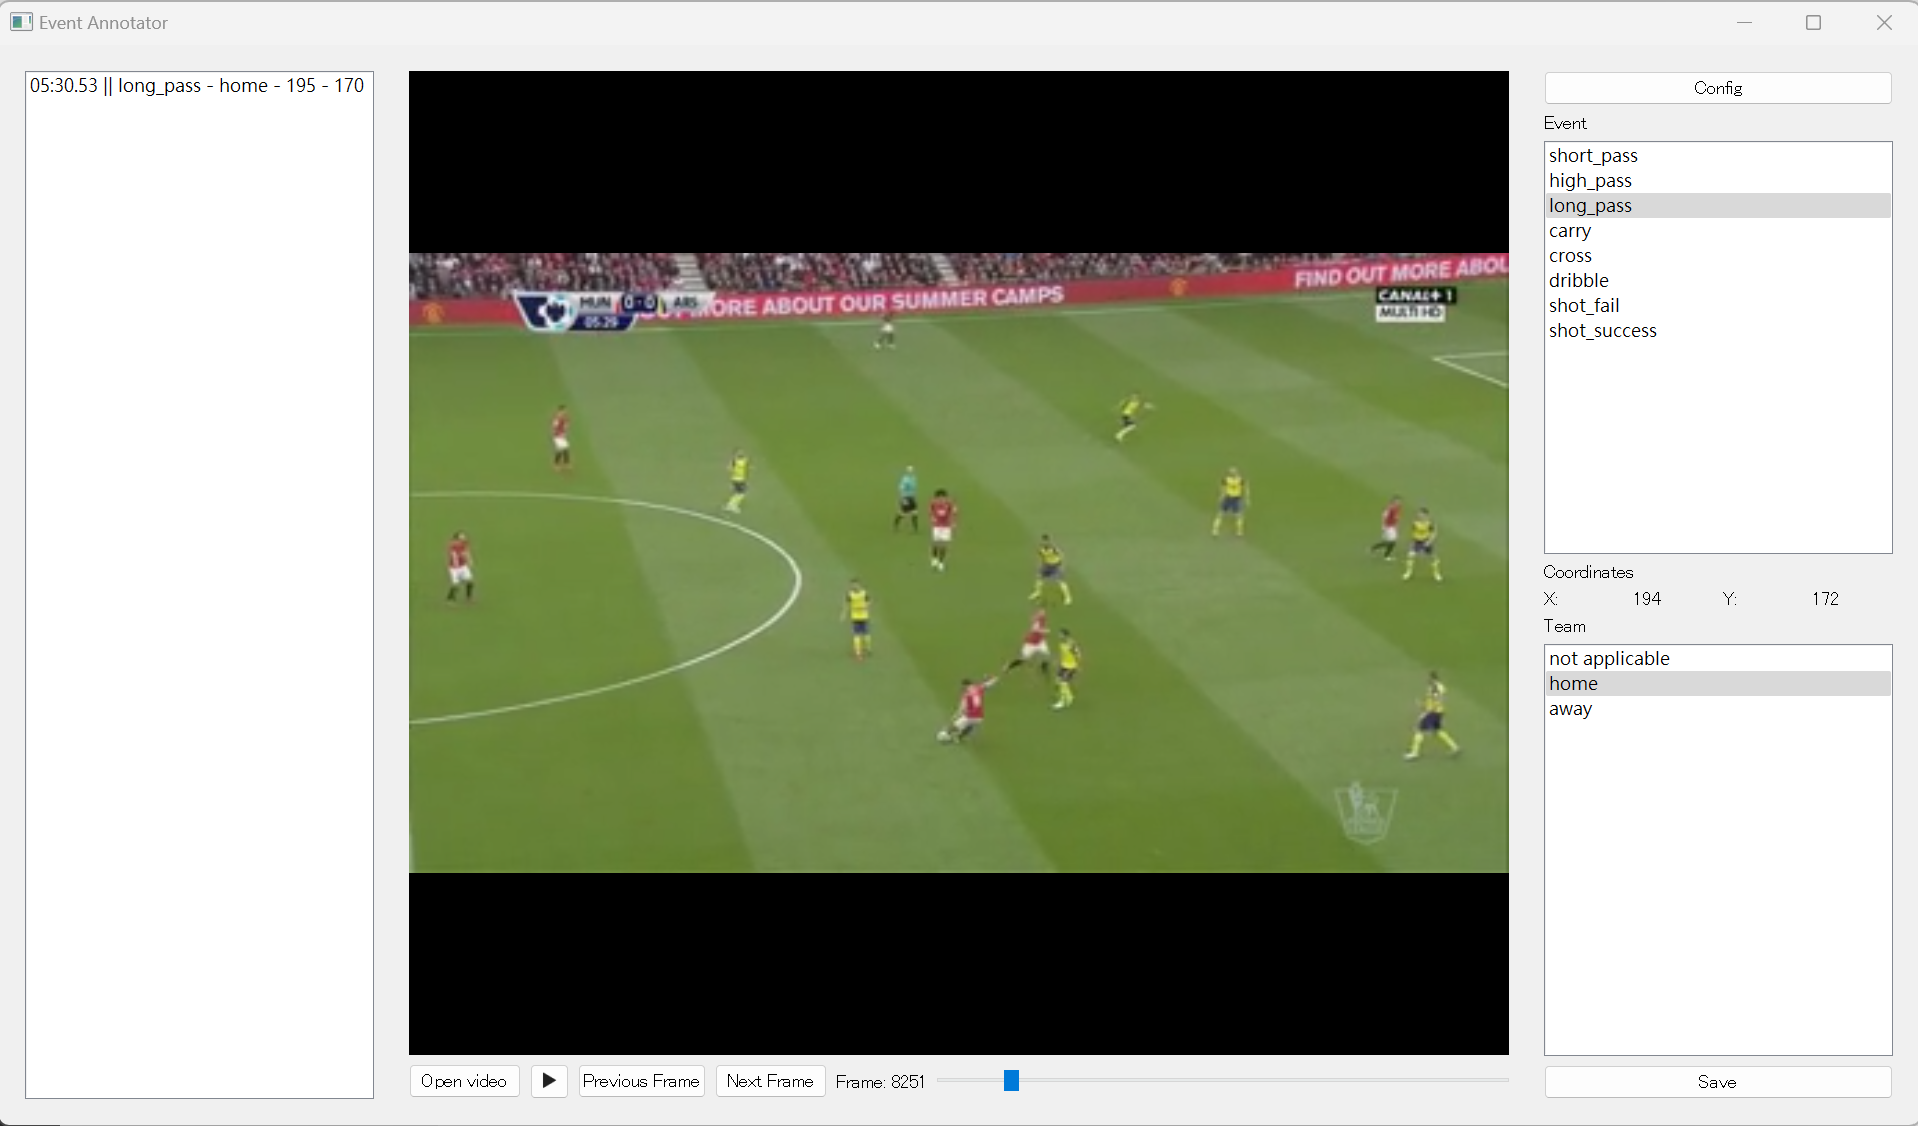 Event Annotator
05:30.53 || long_pass - home - 195 - 170
FIND OUT MORE ABOU
MUN 0-0 ARS
05:29
OUT MORE ABOUT OUR SUMMER CAMPS
CANAL+ 1
MULTI HD
Open video
Previous Frame
Next Frame
Frame: 8251
Config
Event
short_pass
high_pass
long_pass
carry
cross
dribble
shot_fail
shot_success
Coordinates
X: 194 Y: 172
Team
not applicable
home
away
Save